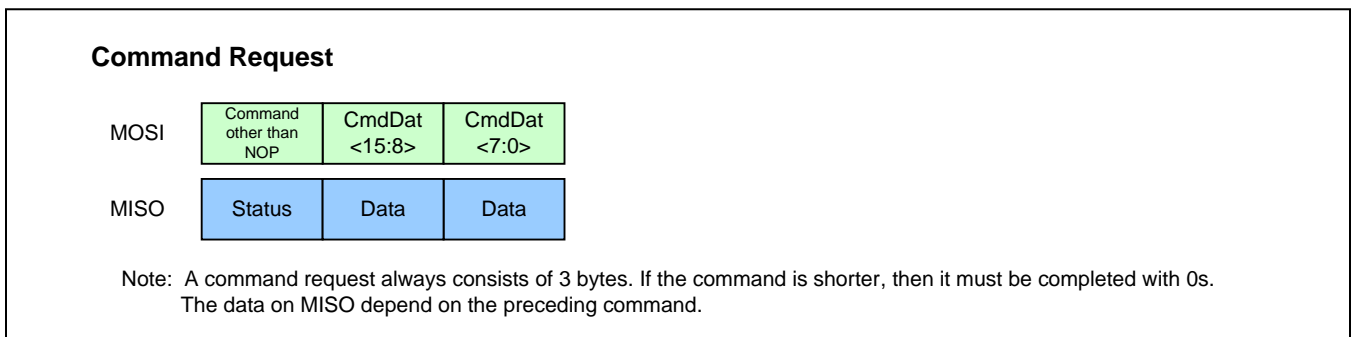 Command Request
MOSI
Command
other than
NOP
CmdDat
<15:8>
CmdDat
<7:0>
MISO
Status
Data
Data
Note: A command request always consists of 3 bytes. If the command is shorter, then it must be completed with 0s.
The data on MISO depend on the preceding command.